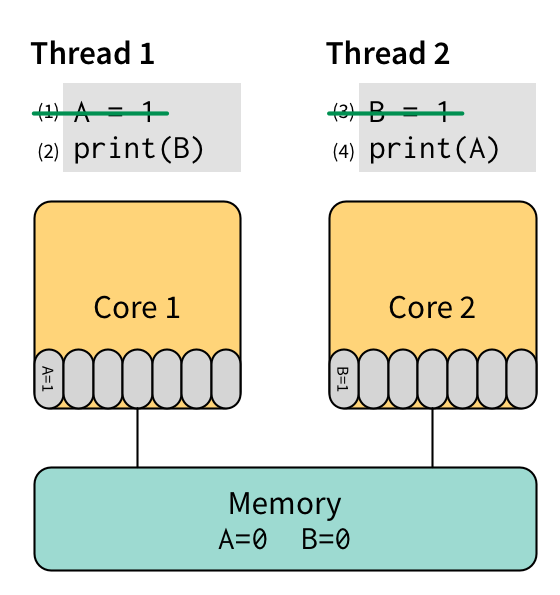 Thread 1
(1) A = 1
(2) print(B)
Thread 2
(3) B = 1
(4) print(A)
Core 1
A=1
Core 2
B=1
Memory
A=0 B=0